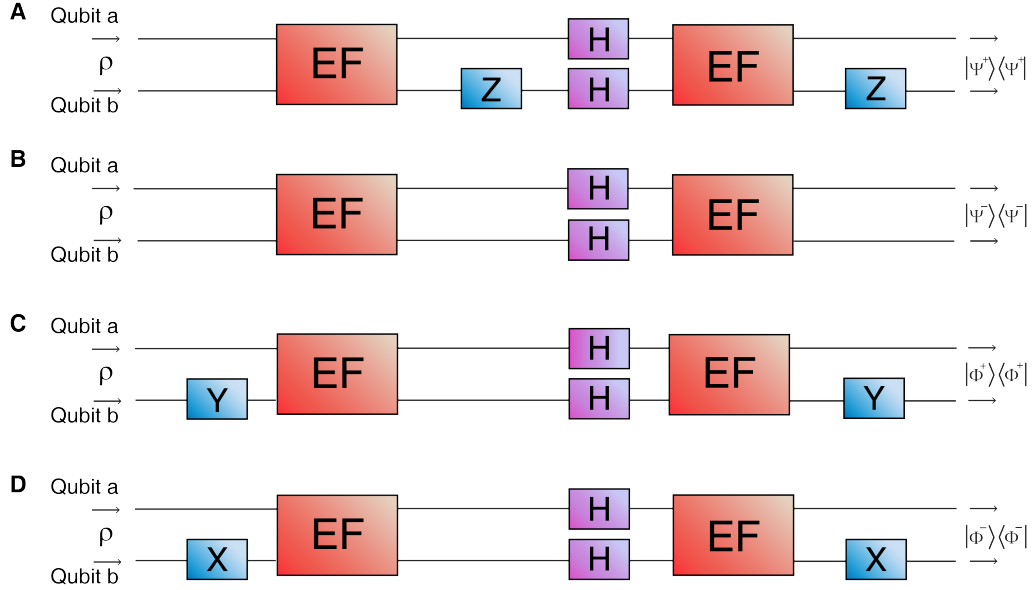 A Qubit a
ρ EF Z H H EF Z |Ψ⁺⟩⟨Ψ⁺|
Qubit b
B Qubit a
ρ EF H H EF |Ψ⁻⟩⟨Ψ⁻|
Qubit b
C Qubit a
ρ Y EF H H EF Y |Φ⁺⟩⟨Φ⁺|
Qubit b
D Qubit a
ρ X EF H H EF X |Φ⁻⟩⟨Φ⁻|
Qubit b